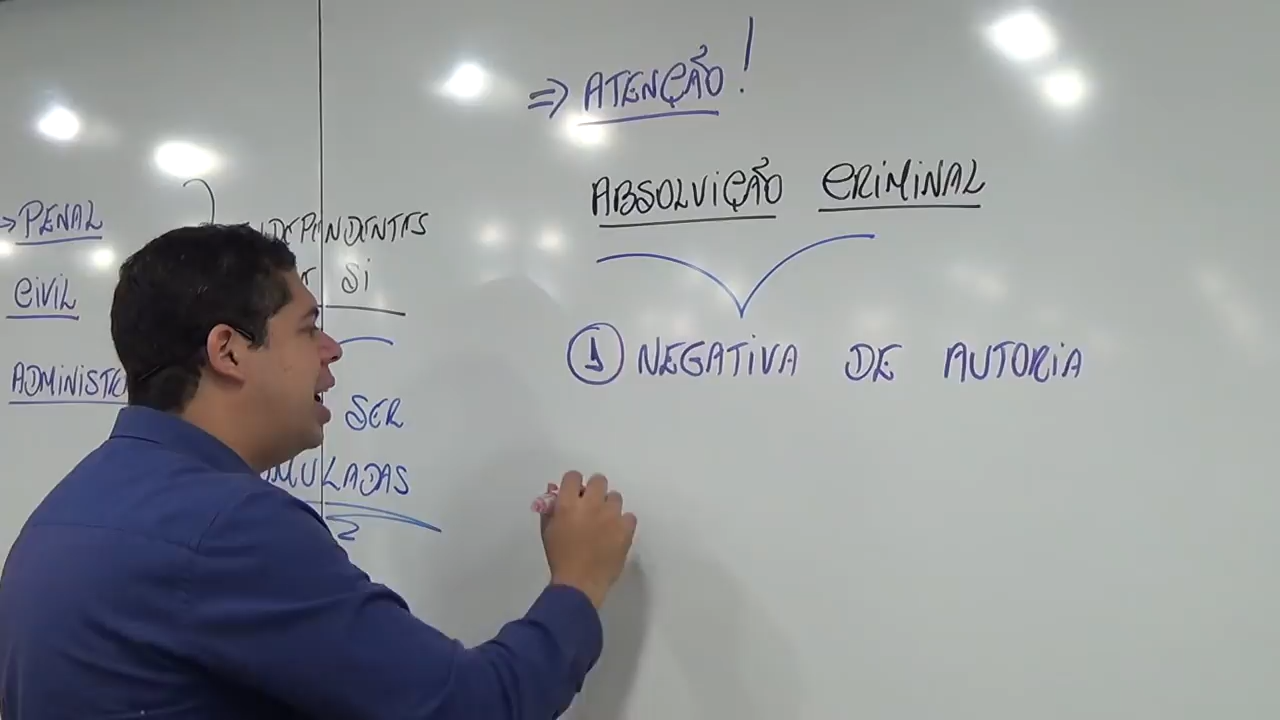 ⇒ ATENÇÃO!
ABSOLVIÇÃO CRIMINAL
① NEGATIVA DE AUTORIA
⇒ PENAL
CIVIL
SI
SER